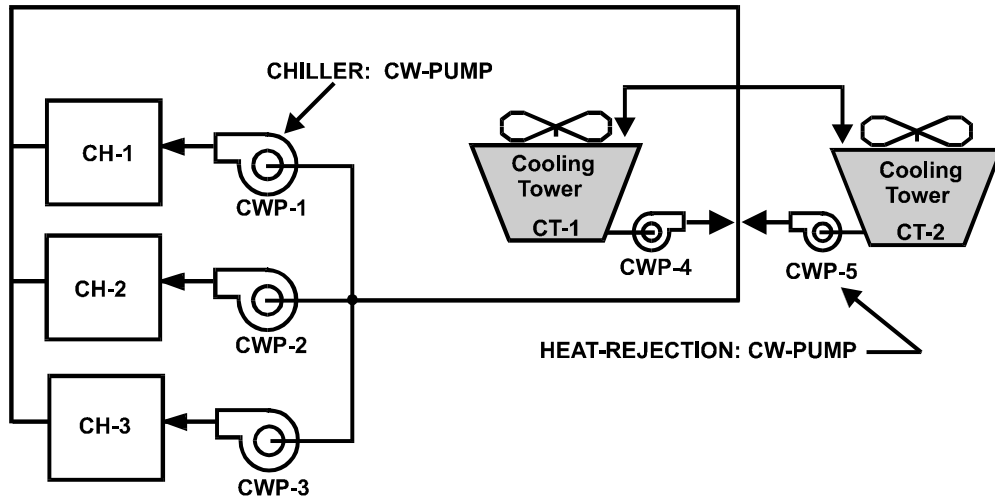 CHILLER: CW-PUMP
CH-1
CWP-1
Cooling
Tower
CT-1
CWP-4
Cooling
Tower
CT-2
CWP-5
CH-2
CWP-2
HEAT-REJECTION: CW-PUMP
CH-3
CWP-3